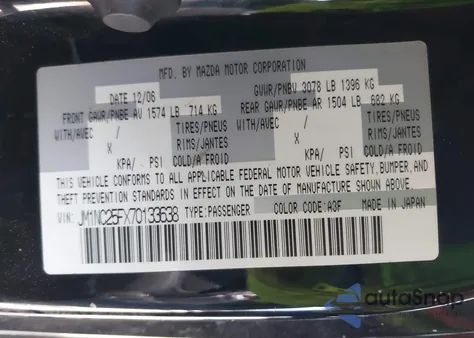 MFD. BY MAZDA MOTOR CORPORATION
DATE 12/06 GVWR/PNBV 3078 LB 1396 KG
FRONT GAWR/PNBE AV 1574 LB 714 KG REAR GAWR/PNBE AR 1504 LB 682 KG
WITH/AVEC / TIRES/PNEUS WITH/AVEC / TIRES/PNEUS
X RIMS/JANTES X RIMS/JANTES
KPA/ - PSI COLD/A FROID KPA/ - PSI COLD/A FROID
THIS VEHICLE CONFORMS TO ALL APPLICABLE FEDERAL MOTOR VEHICLE SAFETY, BUMPER, AND
THEFT PREVENTION STANDARDS IN EFFECT ON THE DATE OF MANUFACTURE SHOWN ABOVE.
VIN: JM1NC25FX70133638 TYPE:PASSENGER COLOR CODE: A3F MADE IN JAPAN
autoSnap